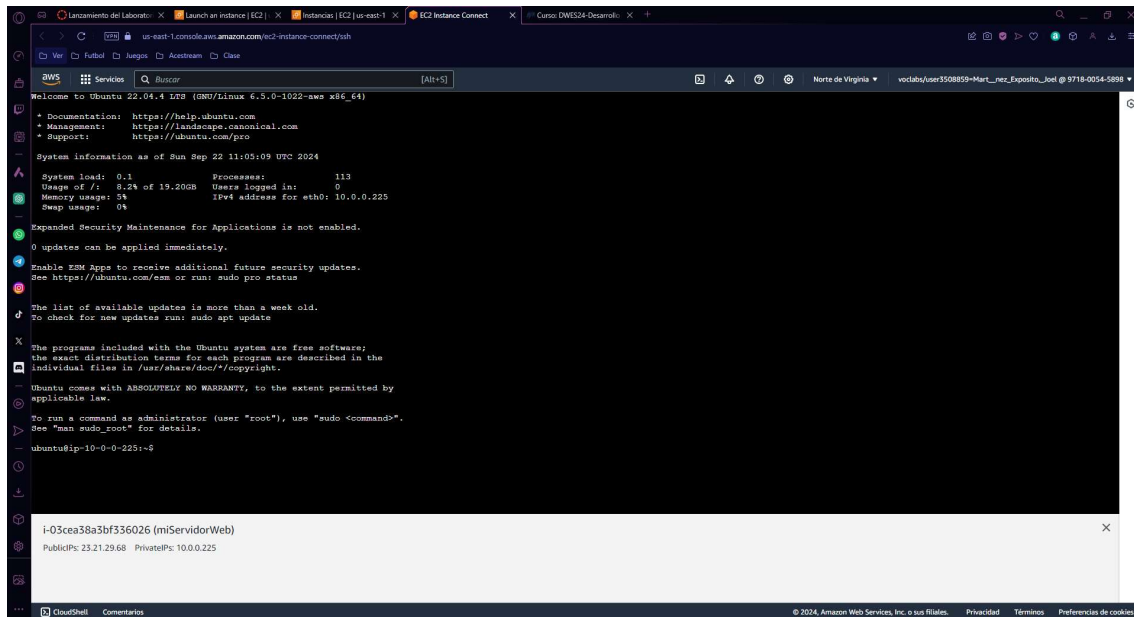 Lanzamiento del Laborator
Launch an instance | EC2 |
Instancias | EC2 | us-east-1
EC2 Instance Connect
Curso: DWES24-Desarrollo
VPN us-east-1.console.aws.amazon.com/ec2-instance-connect/ssh
Ver Futbol Juegos Acestream Clase
aws Servicios Buscar [Alt+S] Norte de Virginia voclabs/user3508859=Mart__nez_Exposito,_Joel @ 9718-0054-5898
Welcome to Ubuntu 22.04.4 LTS (GNU/Linux 6.5.0-1022-aws x86_64)
* Documentation: https://help.ubuntu.com
* Management: https://landscape.canonical.com
* Support: https://ubuntu.com/pro
System information as of Sun Sep 22 11:05:09 UTC 2024
System load: 0.1 Processes: 113
Usage of /: 8.2% of 19.20GB Users logged in: 0
Memory usage: 5% IPv4 address for eth0: 10.0.0.225
Swap usage: 0%
Expanded Security Maintenance for Applications is not enabled.
0 updates can be applied immediately.
Enable ESM Apps to receive additional future security updates.
See https://ubuntu.com/esm or run: sudo pro status
The list of available updates is more than a week old.
To check for new updates run: sudo apt update
The programs included with the Ubuntu system are free software;
the exact distribution terms for each program are described in the
individual files in /usr/share/doc/*/copyright.
Ubuntu comes with ABSOLUTELY NO WARRANTY, to the extent permitted by
applicable law.
To run a command as administrator (user "root"), use "sudo <command>".
See "man sudo_root" for details.
ubuntu@ip-10-0-0-225:~$
i-03cea38a3bf336026 (miServidorWeb)
PublicIPs: 23.21.29.68 PrivateIPs: 10.0.0.225
CloudShell Comentarios © 2024, Amazon Web Services, Inc. o sus filiales. Privacidad Términos Preferencias de cookies